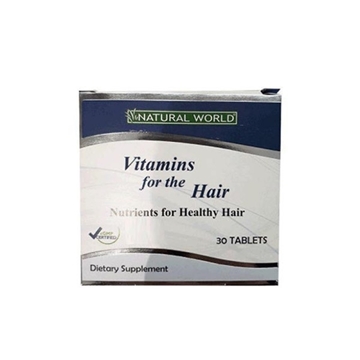 NATURAL WORLD
Vitamins
for the
Hair
Nutrients for Healthy Hair
30 TABLETS
Dietary Supplement